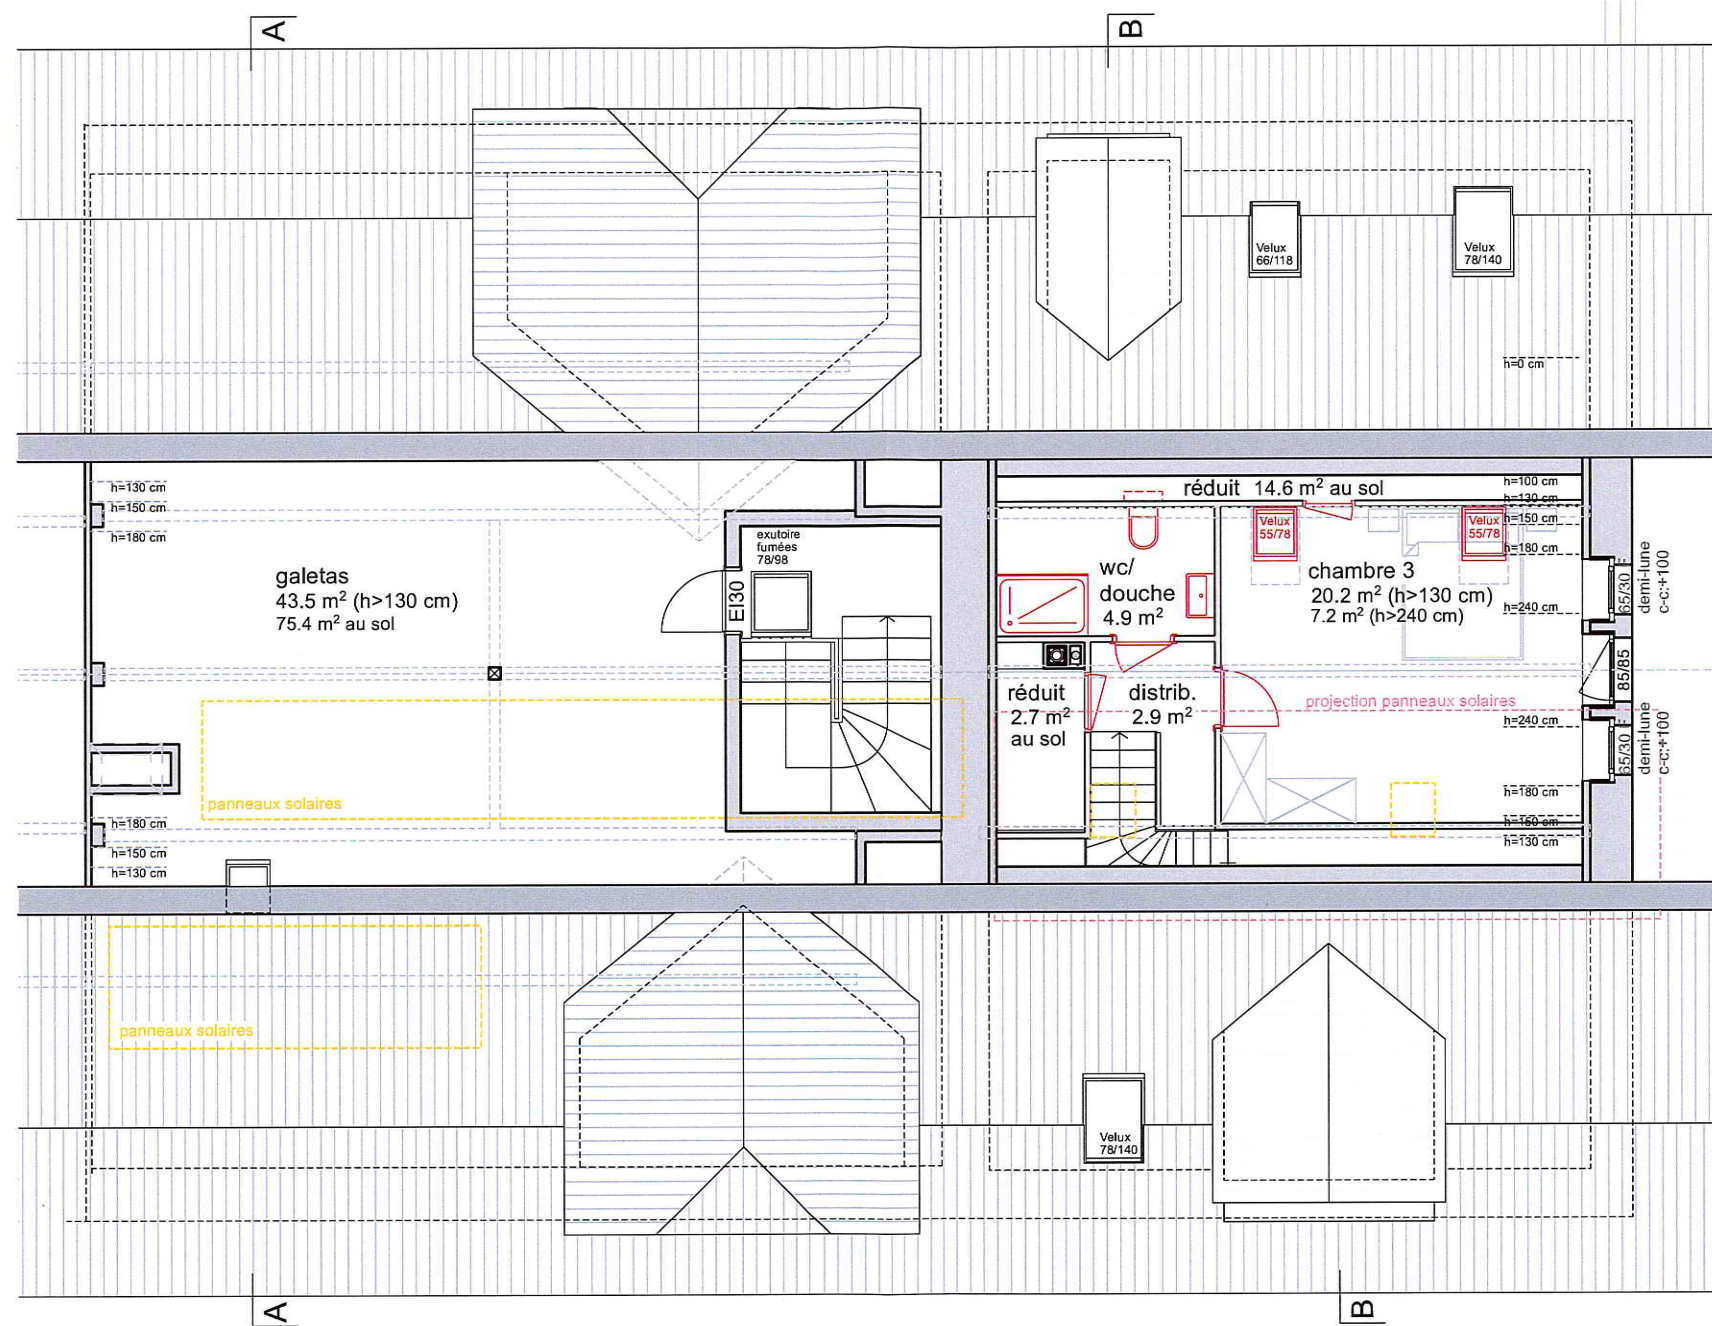 A
B
Velux
66/118
Velux
78/140
h=0 cm
h=130 cm
h=150 cm
h=180 cm
galetas
43.5 m² (h>130 cm)
75.4 m² au sol
exutoire
fumées
78/98
EI30
réduit 14.6 m² au sol
h=100 cm
h=130 cm
h=150 cm
h=180 cm
Velux
55/78
Velux
55/78
wc/
douche
4.9 m²
chambre 3
20.2 m² (h>130 cm)
7.2 m² (h>240 cm)
h=240 cm
65/30
demi-lune
c-c:+100
85/85
réduit
2.7 m²
au sol
distrib.
2.9 m²
projection panneaux solaires
h=240 cm
65/30
demi-lune
c-c:+100
h=180 cm
h=150 cm
h=130 cm
panneaux solaires
h=180 cm
h=150 cm
h=130 cm
panneaux solaires
Velux
78/140
A
B